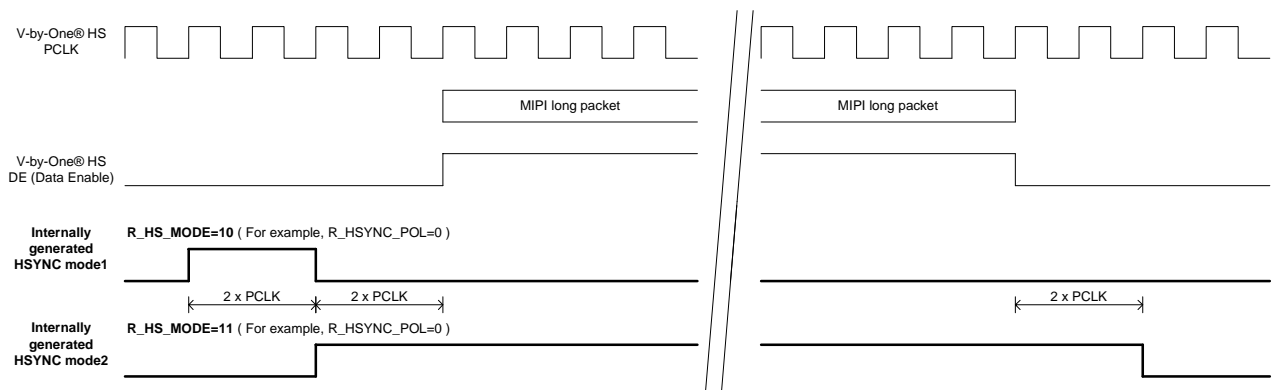 V-by-One® HS
PCLK
MIPI long packet
MIPI long packet
V-by-One® HS
DE (Data Enable)
Internally
generated
HSYNC mode1
R_HS_MODE=10 ( For example, R_HSYNC_POL=0 )
2 x PCLK
2 x PCLK
2 x PCLK
Internally
generated
HSYNC mode2
R_HS_MODE=11 ( For example, R_HSYNC_POL=0 )